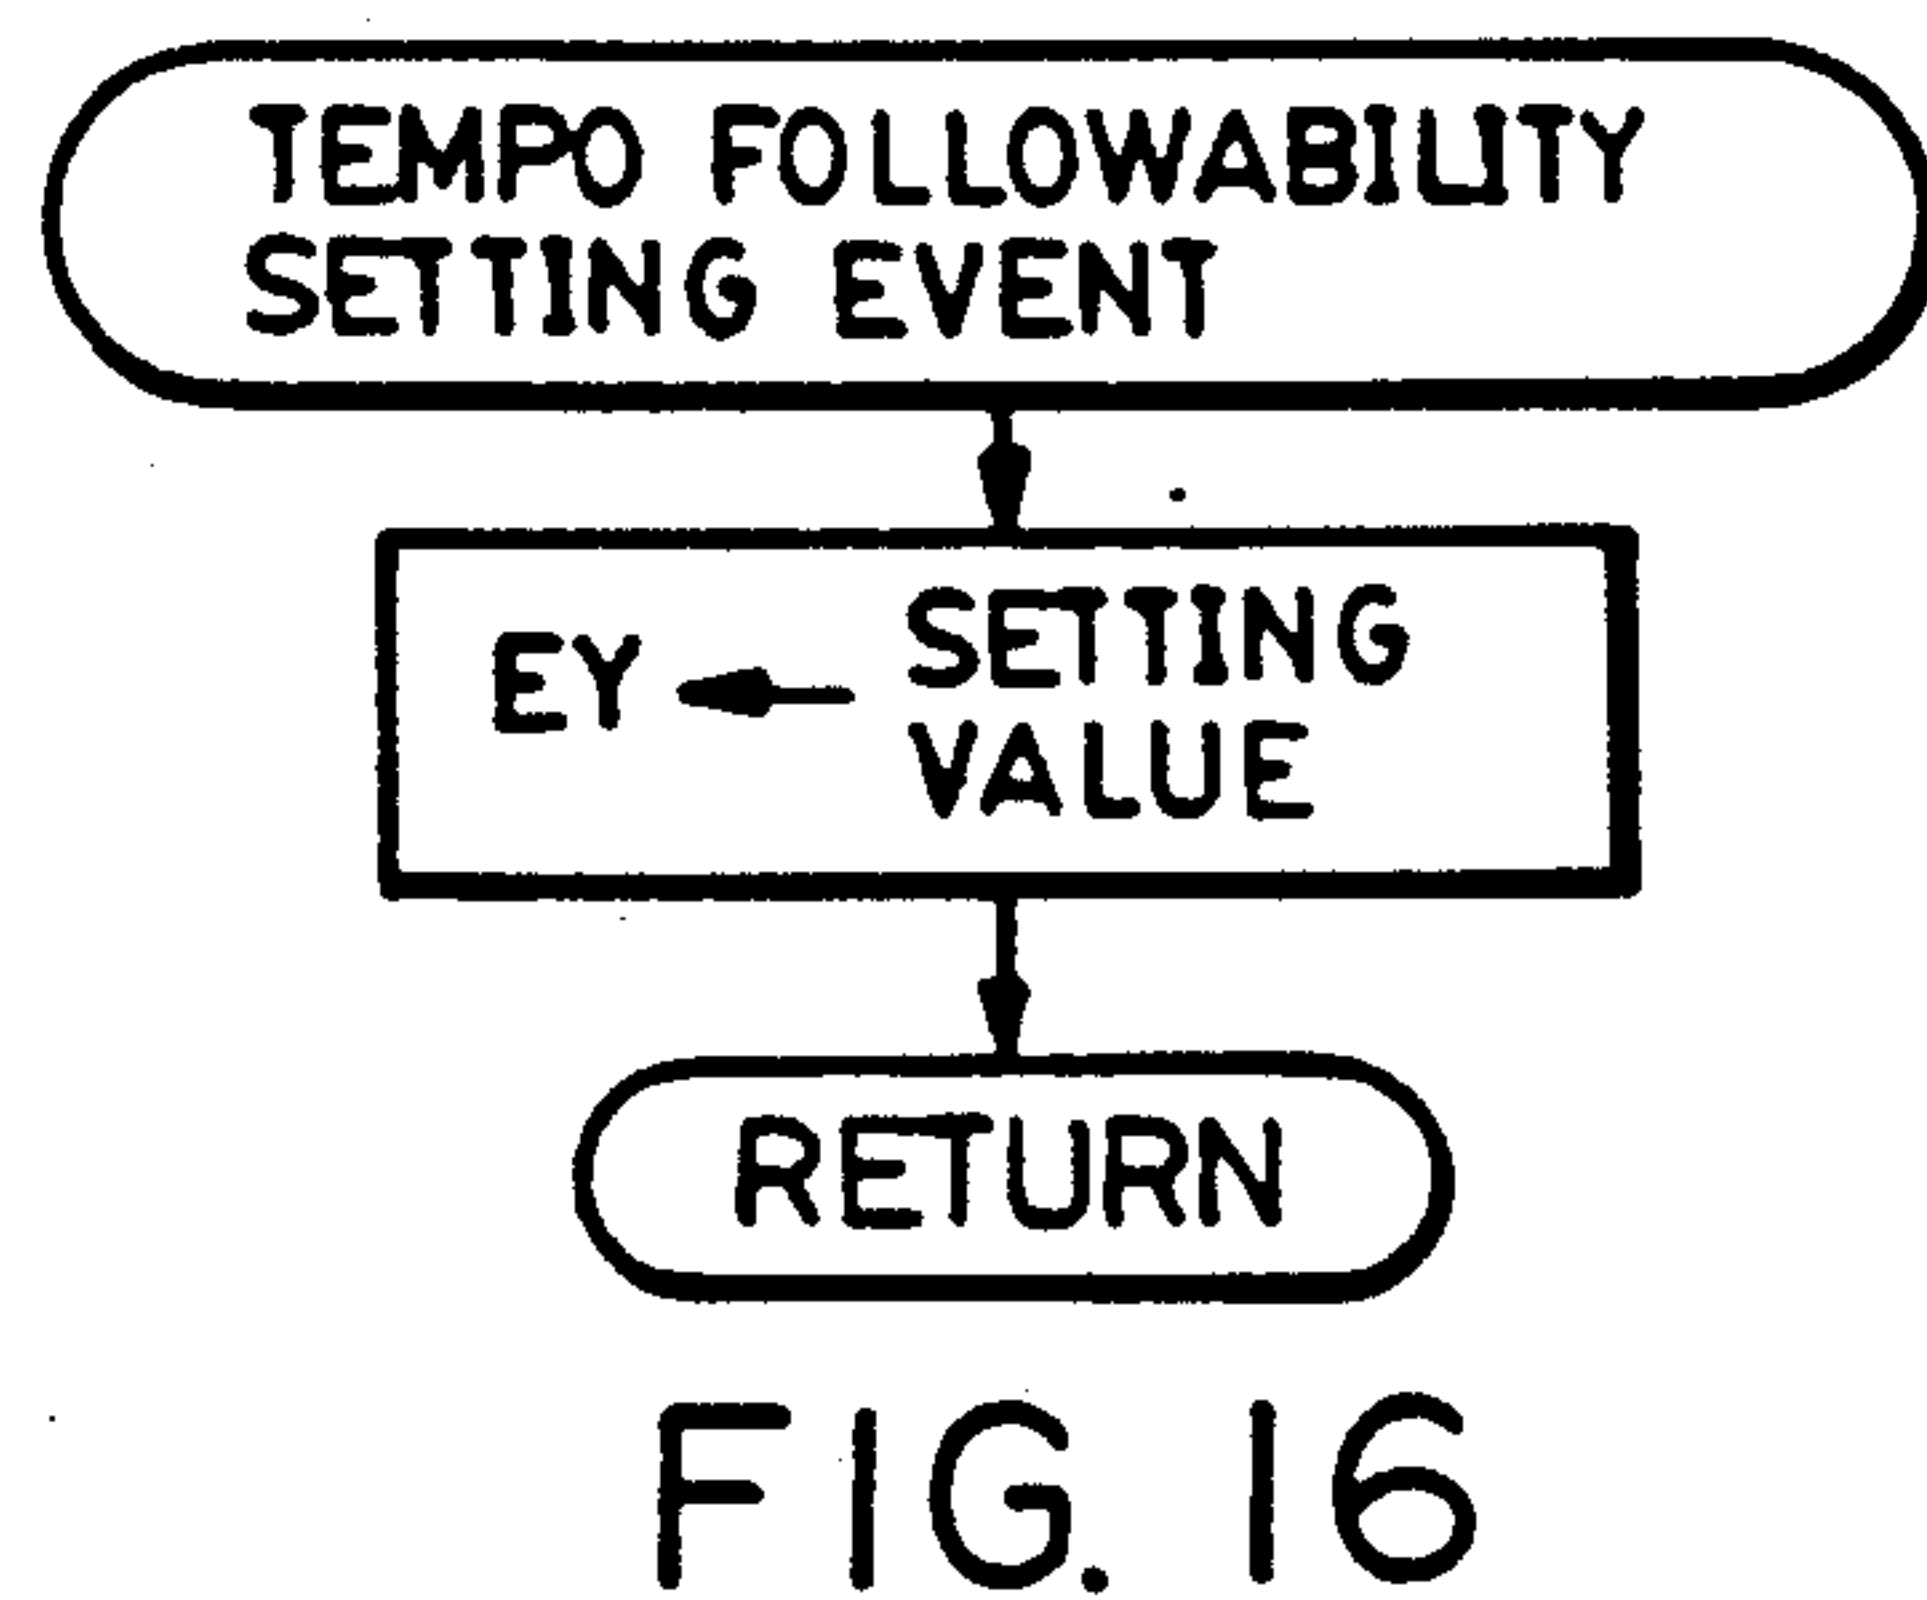 TEMPO FOLLOWABILITY
SETTING EVENT
EY ← SETTING
VALUE
RETURN
FIG. 16